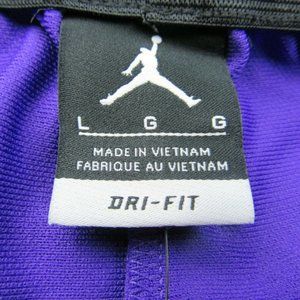 L G G
MADE IN VIETNAM
FABRIQUE AU VIETNAM
DRI-FIT